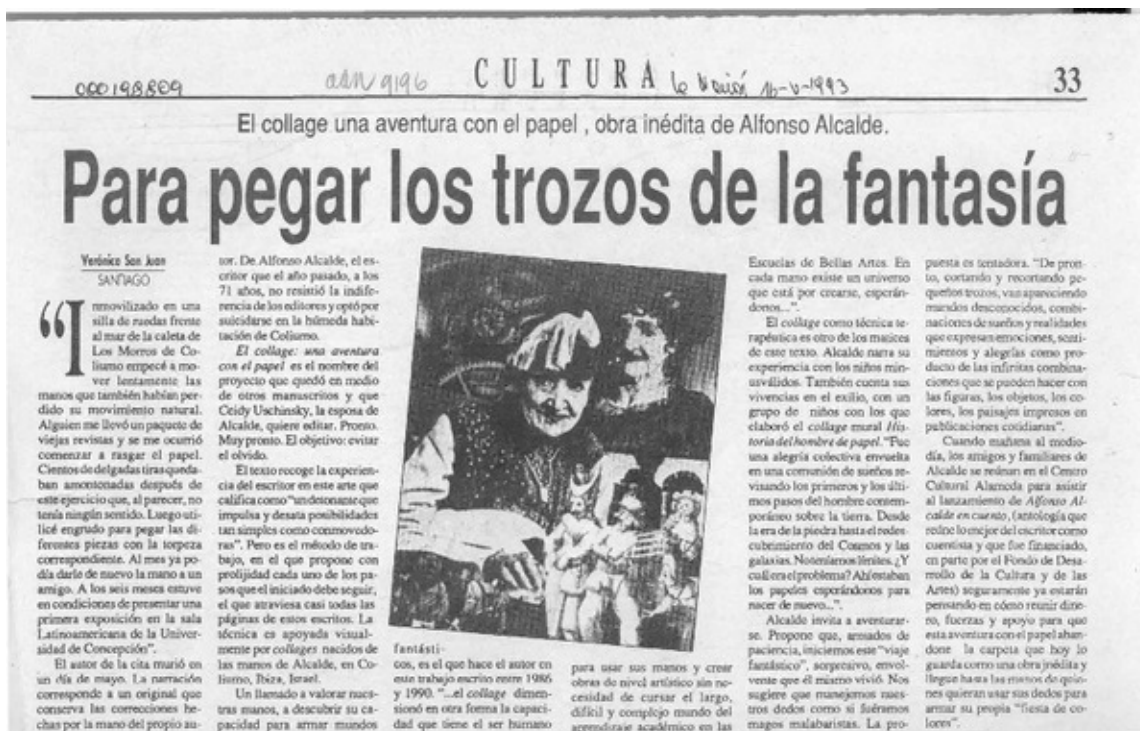 000198809
CULTURA
16-V-1993
33
El collage una aventura con el papel , obra inédita de Alfonso Alcalde.
Para pegar los trozos de la fantasía
Verónica San Juan
SANTIAGO
“Inmovilizado en una
silla de ruedas frente
al mar de la caleta de
Los Morros de Co-
liumo empecé a mo-
ver lentamente las
manos que también habían per-
dido su movimiento natural.
Alguien me llevó un paquete de
viejas revistas y se me ocurrió
comenzar a rasgar el papel.
Cientos de delgadas tiras queda-
ban amontonadas después de
este ejercicio que, al parecer, no
tenía ningún sentido. Luego uti-
licé engrudo para pegar las di-
ferentes piezas con la torpeza
correspondiente. Al mes ya po-
día darle de nuevo la mano a un
amigo. A los seis meses estuve
en condiciones de presentar una
primera exposición en la sala
Latinoamericana de la Univer-
sidad de Concepción”.
El autor de la cita murió en
un día de mayo. La narración
corresponde a un original que
conserva las correcciones he-
chas por la mano del propio au-
tor. De Alfonso Alcalde, el es-
critor que el año pasado, a los
71 años, no resistió la indife-
rencia de los editores y optó por
suicidarse en la húmeda habi-
tación de Coliumo.
El collage: una aventura
con el papel es el nombre del
proyecto que quedó en medio
de otros manuscritos y que
Ceidy Uschinsky, la esposa de
Alcalde, quiere editar. Pronto.
Muy pronto. El objetivo: evitar
el olvido.
El texto recoge la experien-
cia del escritor en este arte que
califica como “un detonante que
impulsa y desata posibilidades
tan simples como conmovedo-
ras”. Pero es el método de tra-
bajo, en el que propone con
prolijidad cada uno de los pa-
sos que el iniciado debe seguir,
el que atraviesa casi todas las
páginas de estos escritos. La
técnica es apoyada visual-
mente por collages nacidos de
las manos de Alcalde, en Co-
liumo, Ibiza, Israel.
Un llamado a valorar nues-
tras manos, a descubrir su ca-
pacidad para armar mundos
fantásti-
cos, es el que hace el autor en
este trabajo escrito entre 1986
y 1990. “...el collage dimen-
sionó en otra forma la capaci-
dad que tiene el ser humano
para usar sus manos y crear
obras de nivel artístico sin ne-
cesidad de cursar el largo,
difícil y complejo mundo del
aprendizaje académico en las
Escuelas de Bellas Artes. En
cada mano existe un universo
que está por crearse, esperán-
donos...”.
El collage como técnica te-
rapéutica es otro de los matices
de este texto. Alcalde narra su
experiencia con los niños minus-
válidos. También cuenta sus
vivencias en el exilio, con un
grupo de niños con los que
elaboró el collage mural His-
toria del hombre de papel. “Fue
una alegría colectiva envuelta
en una comunión de sueños re-
visando los primeros y los últi-
mos pasos del hombre contem-
poráneo sobre la tierra. Desde
la era de la piedra hasta el redes-
cubrimiento del Cosmos y las
galaxias. No teníamos límites. ¿Y
cuál era el problema? Ahí estaban
los papeles esperándonos para
nacer de nuevo...”.
Alcalde invita a aventurar-
se. Propone que, armados de
paciencia, iniciemos este “viaje
fantástico”, sorpresivo, envol-
vente que él mismo vivió. Nos
sugiere que manejemos nues-
tros dedos como si fuéramos
magos malabaristas. La pro-
puesta es tentadora. “De pron-
to, cortando y recortando pe-
queños trozos, van apareciendo
mundos desconocidos, combi-
naciones de sueños y realidades
que expresan emociones, senti-
mientos y alegrías como pro-
ducto de las infinitas combina-
ciones que se pueden hacer con
las figuras, los objetos, los co-
lores, los paisajes impresos en
publicaciones cotidianas”.
Cuando mañana al medio-
día, los amigos y familiares de
Alcalde se reúnan en el Centro
Cultural Alameda para asistir
al lanzamiento de Alfonso Al-
calde en cuento, (antología que
reúne lo mejor del escritor como
cuentista y que fue financiado,
en parte por el Fondo de Desa-
rrollo de la Cultura y de las
Artes) seguramente ya estarán
pensando en cómo reunir dine-
ro, fuerzas y apoyo para que
esta aventura con el papel aban-
done la carpeta que hoy lo
guarda como una obra inédita y
llegue hasta las manos de quie-
nes quieran usar sus dedos para
armar su propia “fiesta de co-
lores”.